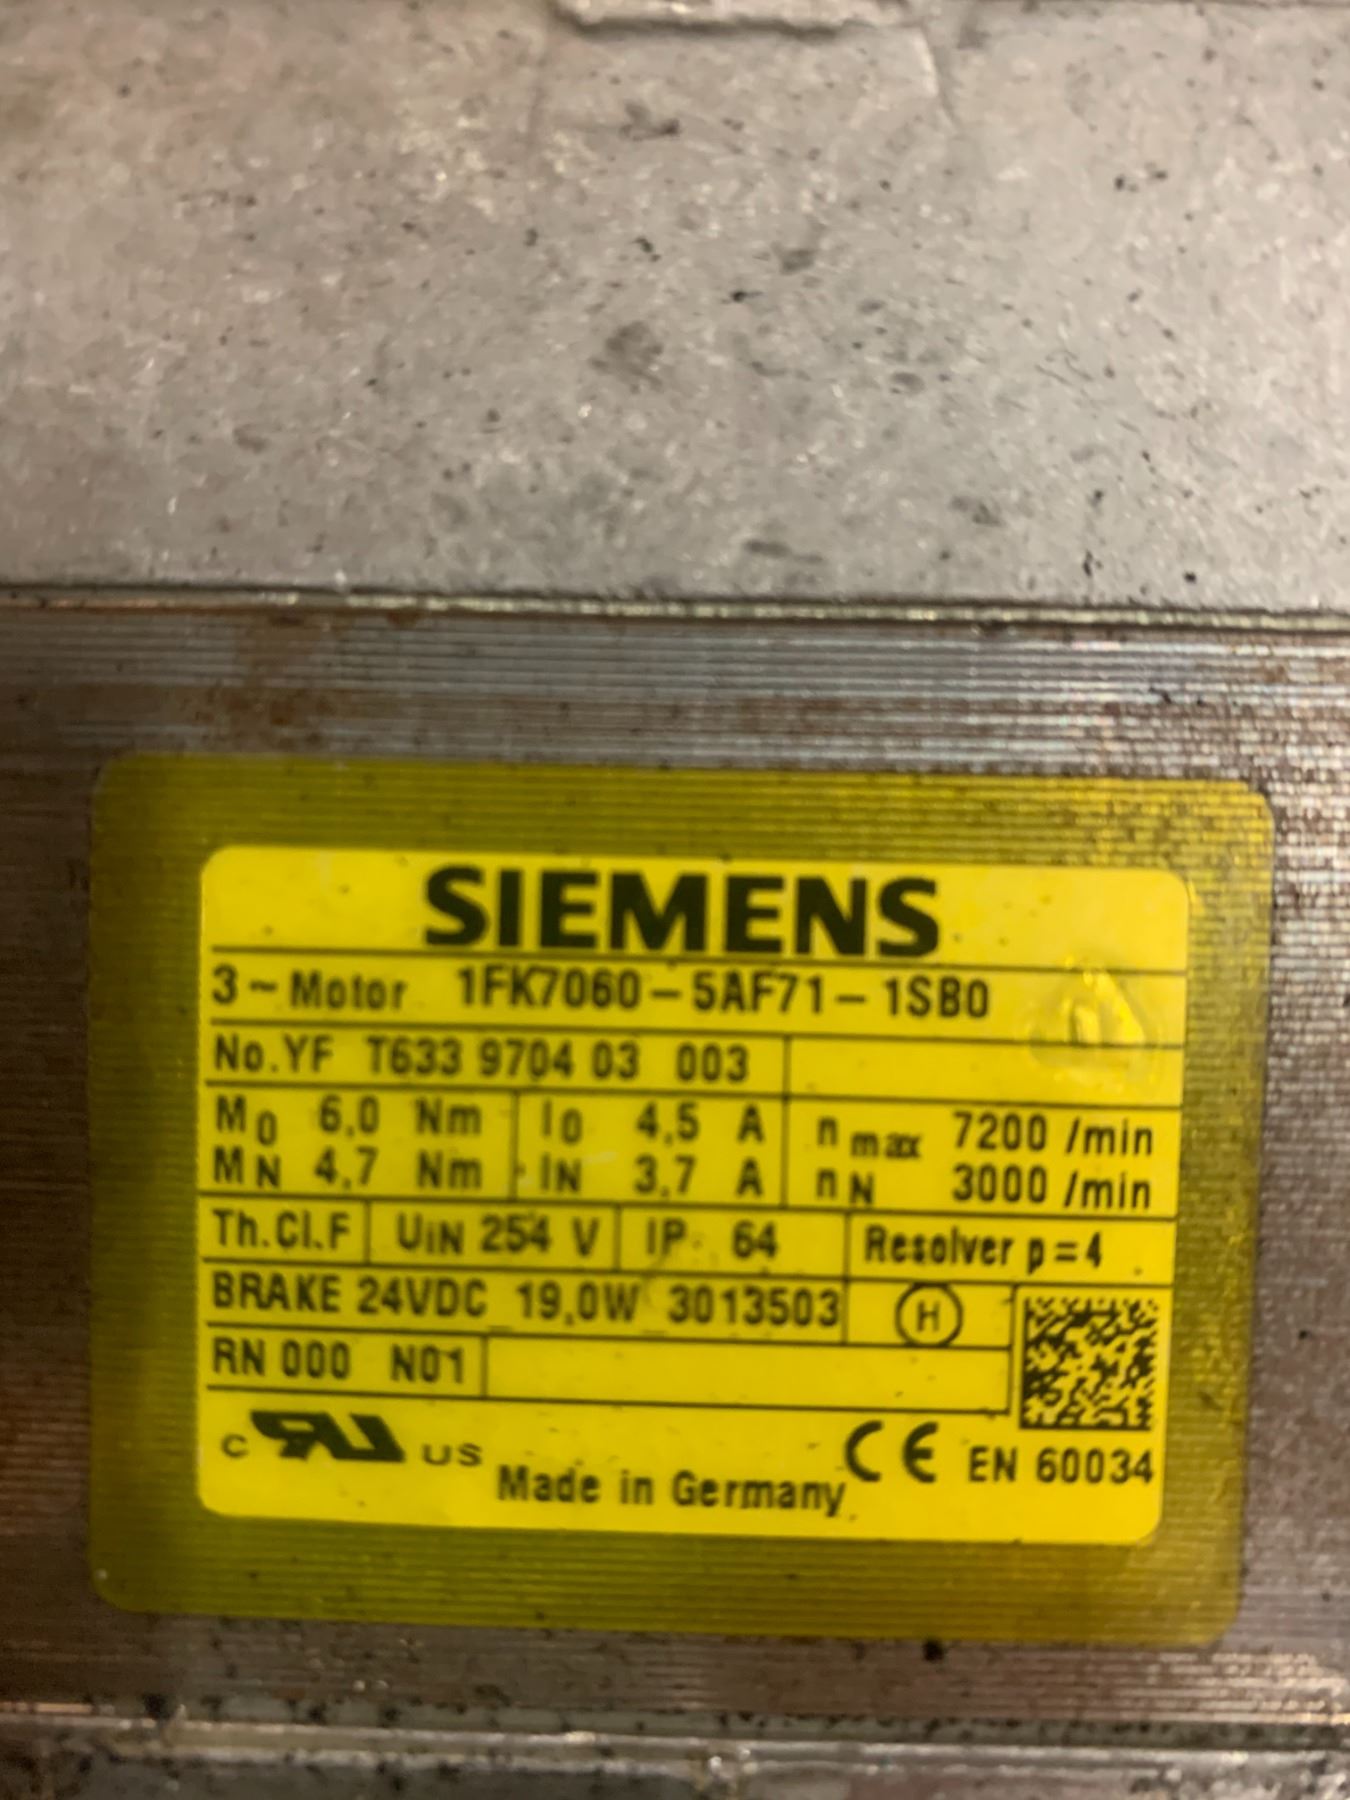 SIEMENS
3~Motor 1FK7060-5AF71-1SB0
No.YF T633 9704 03 003
M0 6,0 Nm I0 4,5 A n max 7200 /min
MN 4,7 Nm IN 3,7 A nN 3000 /min
Th.Cl.F UIN 254 V IP 64 Resolver p=4
BRAKE 24VDC 19,0W 3013503 H
RN 000 N01
c RU US CE EN 60034
Made in Germany